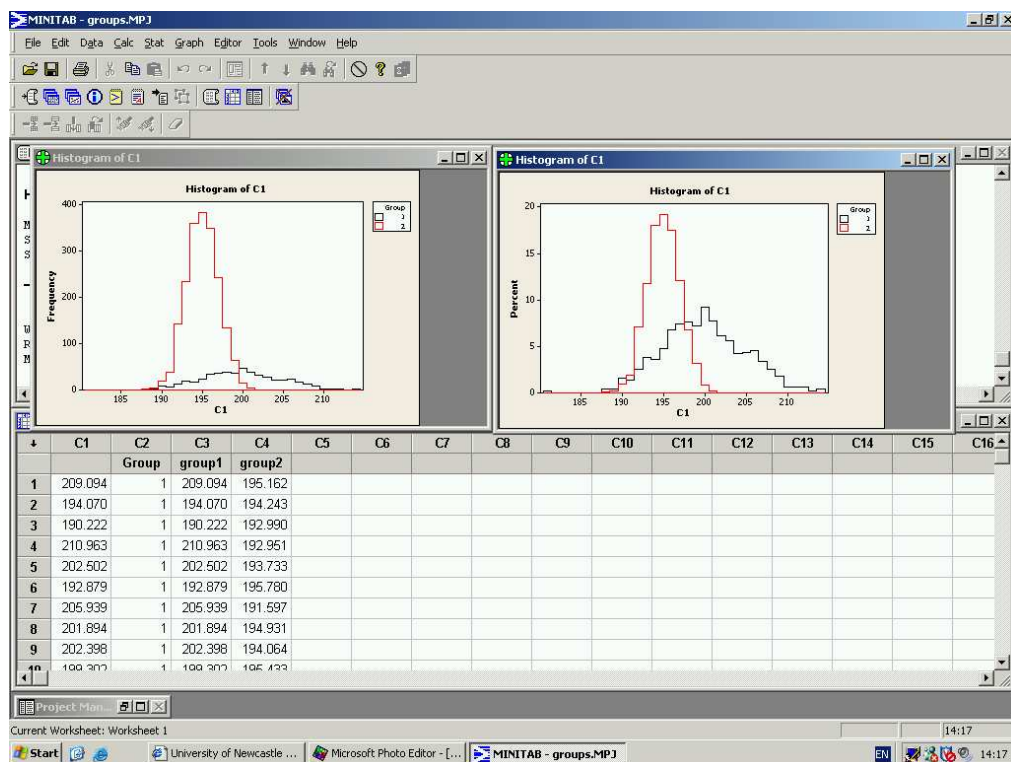 MINITAB - groups.MPJ
File Edit Data Calc Stat Graph Editor Tools Window Help
Histogram of C1
Histogram of C1
Frequency
400
300
200
100
0
185 190 195 200 205 210
C1
Group
1
2
Histogram of C1
Histogram of C1
Percent
20
15
10
5
0
185 190 195 200 205 210
C1
Group
1
2
H
M
S
S
W
R
M
C1 C2 C3 C4 C5 C6 C7 C8 C9 C10 C11 C12 C13 C14 C15 C16
Group group1 group2
1 209.094 1 209.094 195.162
2 194.070 1 194.070 194.243
3 190.222 1 190.222 192.990
4 210.963 1 210.963 192.951
5 202.502 1 202.502 193.733
6 192.879 1 192.879 195.780
7 205.939 1 205.939 191.597
8 201.894 1 201.894 194.931
9 202.398 1 202.398 194.064
10 199.302 1 199.302
Project Man...
Current Worksheet: Worksheet 1
14:17
Start
University of Newcastle ...
Microsoft Photo Editor - [...
MINITAB - groups.MPJ
EN
14:17